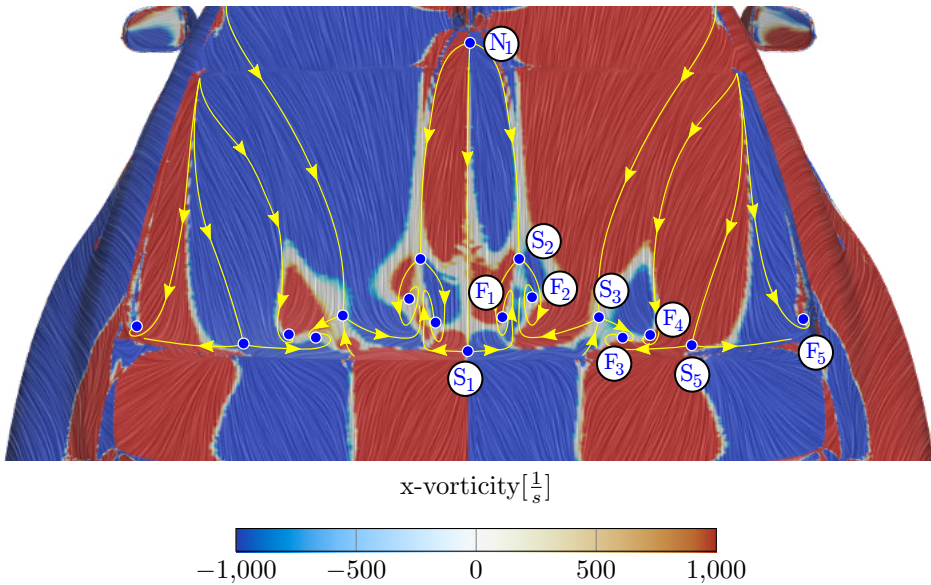 N₁
S₂
F₁ F₂
S₃
F₄
F₃ F₅
S₁ S₅
x-vorticity[1/s]
−1,000 −500 0 500 1,000